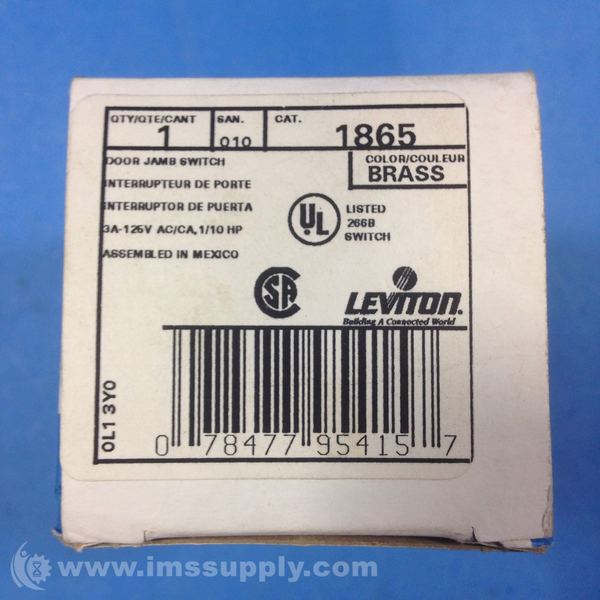 QTY/QTE/CANT SAN. CAT.
1 010 1865
DOOR JAMB SWITCH COLOR/COULEUR
BRASS
INTERRUPTEUR DE PORTE
INTERRUPTOR DE PUERTA
3A-125V AC/CA, 1/10 HP
ASSEMBLED IN MEXICO
UL LISTED
266B
SWITCH
CSA
LEVITON.
Building A Connected World
OL1 3Y0
0 78477 95415 7
www.imssupply.com